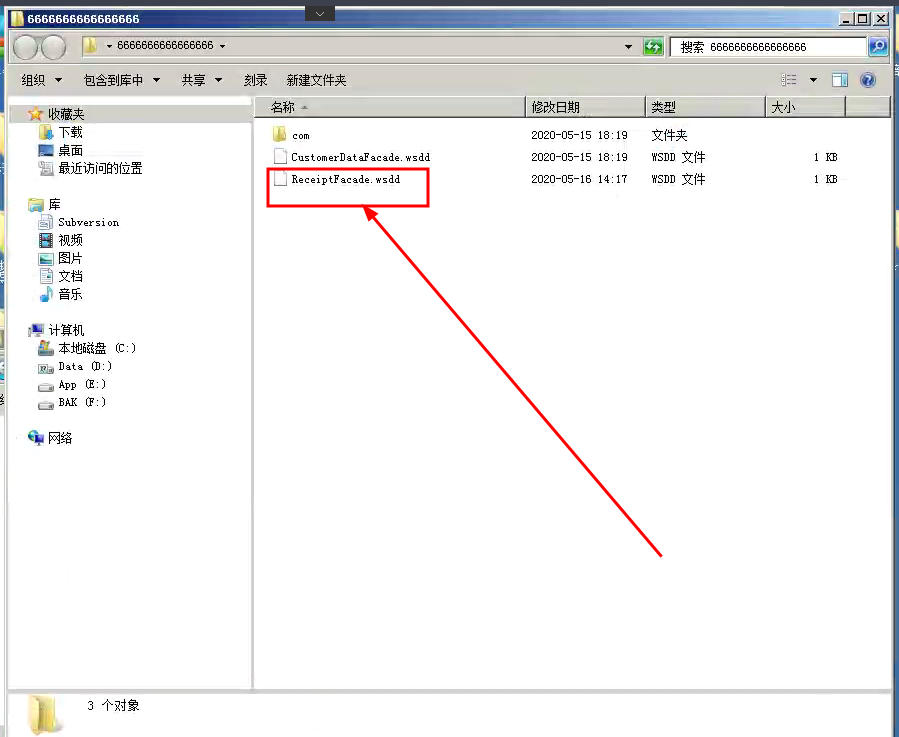 6666666666666666
6666666666666666
搜索 6666666666666666
组织 包含到库中 共享 刻录 新建文件夹
收藏夹
下载
桌面
最近访问的位置
库
Subversion
视频
图片
文档
音乐
计算机
本地磁盘 (C:)
Data (D:)
App (E:)
BAK (F:)
网络
名称 修改日期 类型 大小
com 2020-05-15 18:19 文件夹
CustomerDataFacade.wsdd 2020-05-15 18:19 WSDD 文件 1 KB
ReceiptFacade.wsdd 2020-05-16 14:17 WSDD 文件 1 KB
3 个对象